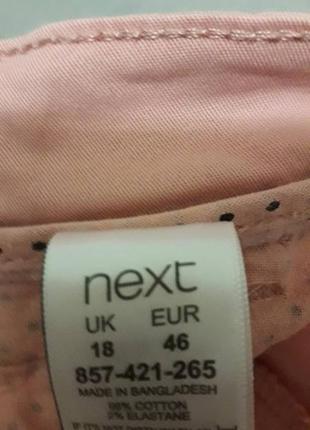 next
UK EUR
18 46
857-421-265
MADE IN BANGLADESH
98% COTTON
2% ELASTANE